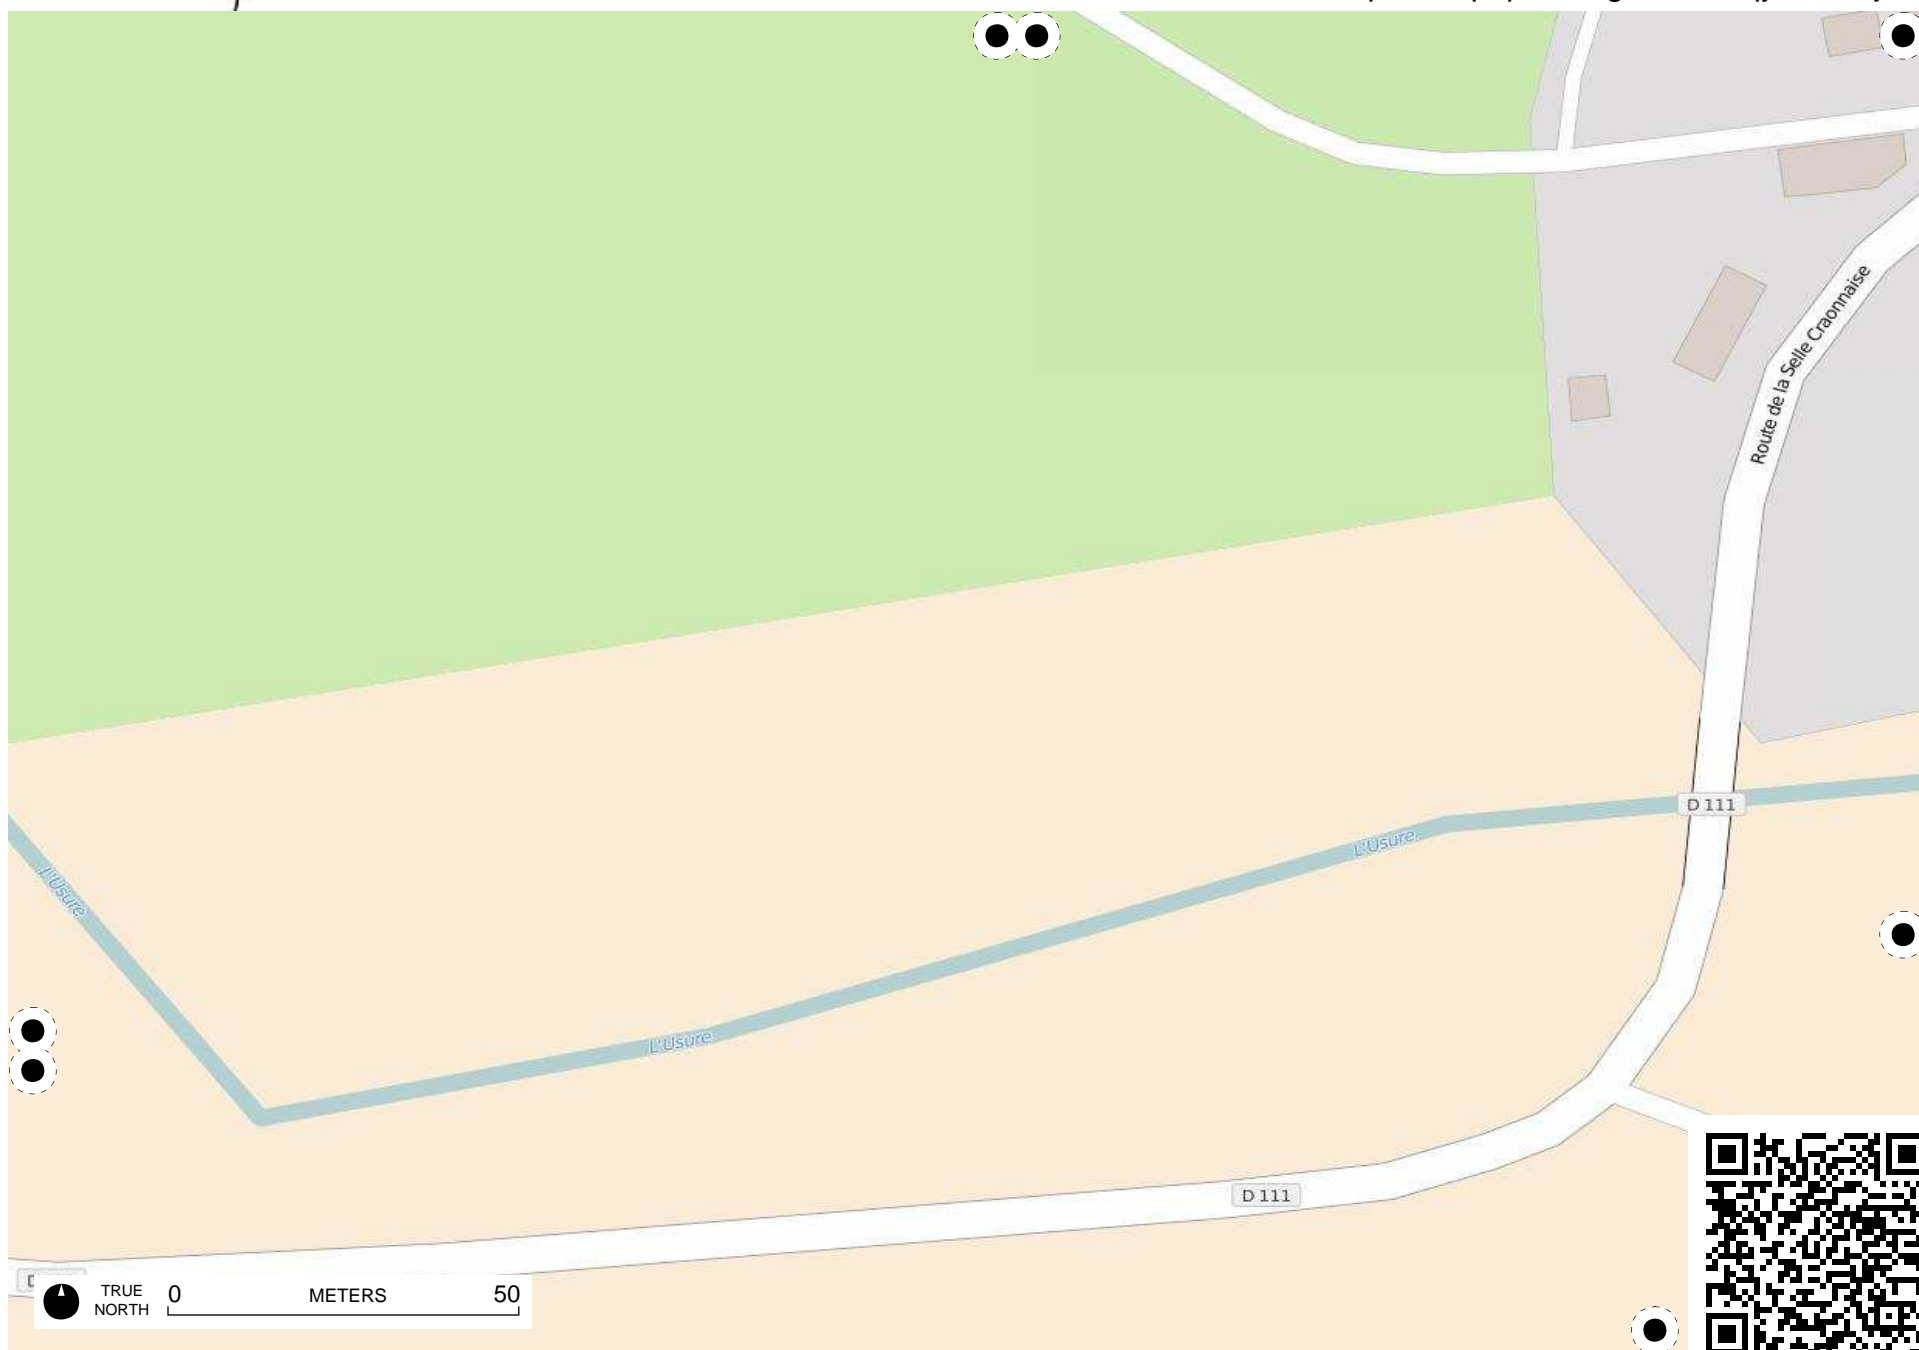 Route de la Selle Craonnaise
D 111
L'Usure
L'Usure
L'Usure
D 111
TRUE
NORTH
0 METERS 50